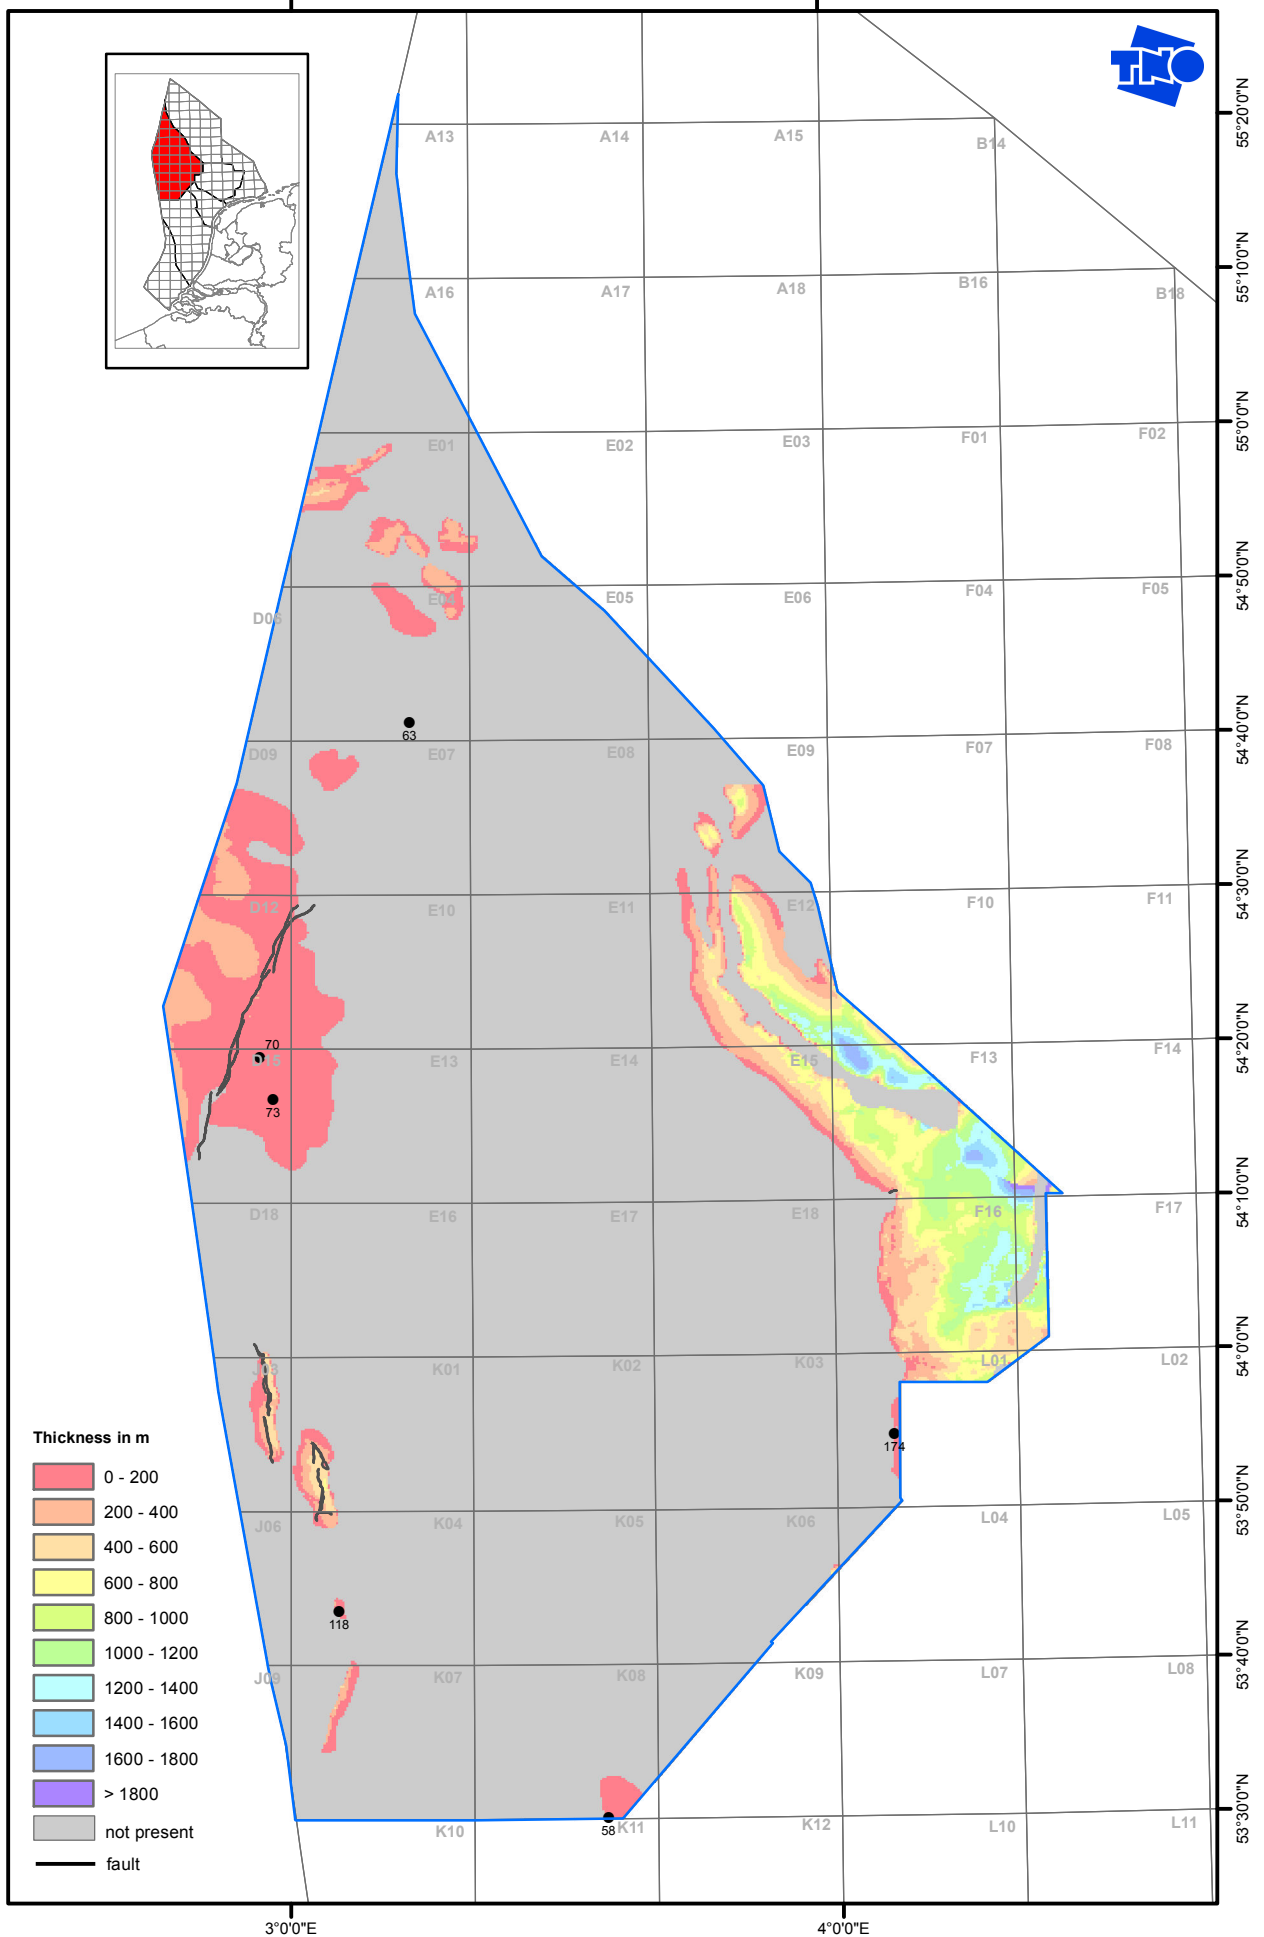 TNO
A13
A14
A15
B14
A16
A17
A18
B16
B18
E01
E02
E03
F01
F02
D06
E04
E05
E06
F04
F05
63
D09
E07
E08
E09
F07
F08
D12
E10
E11
E12
F10
F11
70
D15
E13
E14
E15
F13
F14
73
D18
E16
E17
E18
F16
F17
J03
K01
K02
K03
L01
L02
174
J06
K04
K05
K06
L04
L05
118
J09
K07
K08
K09
L07
L08
58
K10
K11
K12
L10
L11
55°20'0"N
55°10'0"N
55°0'0"N
54°50'0"N
54°40'0"N
54°30'0"N
54°20'0"N
54°10'0"N
54°0'0"N
53°50'0"N
53°40'0"N
53°30'0"N
Thickness in m
0 - 200
200 - 400
400 - 600
600 - 800
800 - 1000
1000 - 1200
1200 - 1400
1400 - 1600
1600 - 1800
> 1800
not present
fault
3°0'0"E
4°0'0"E